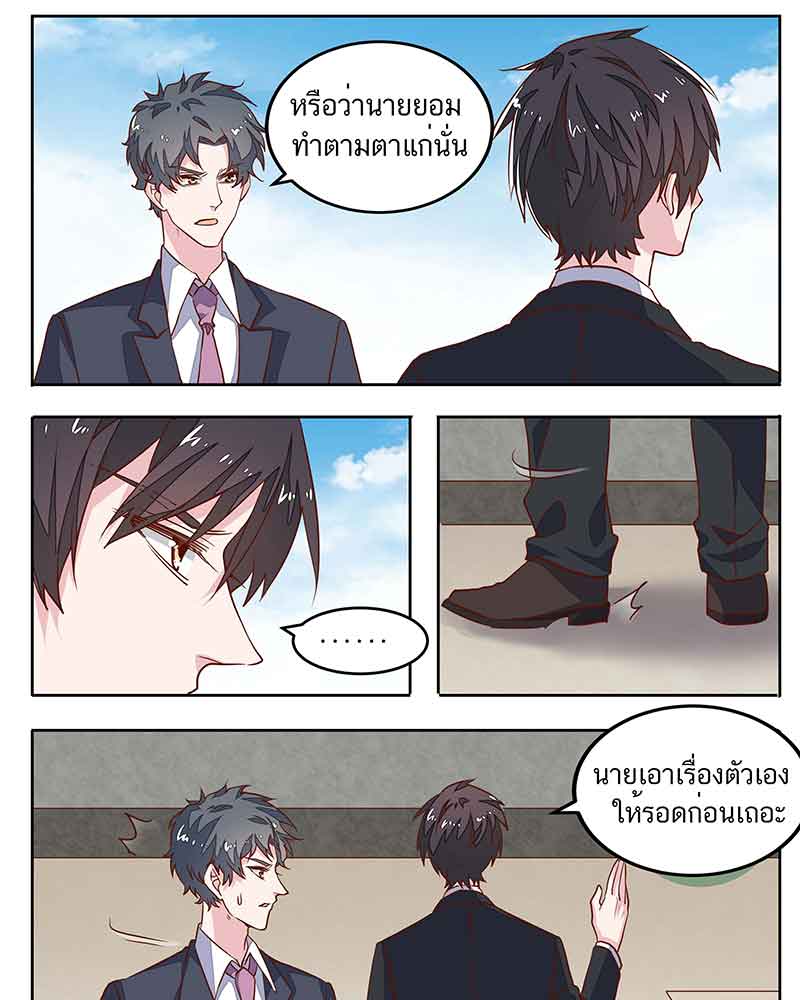 หรือว่านายยอม
ทำตามตาแก่นั่น
......
นายเอาเรื่องตัวเอง
ให้รอดก่อนเถอะ